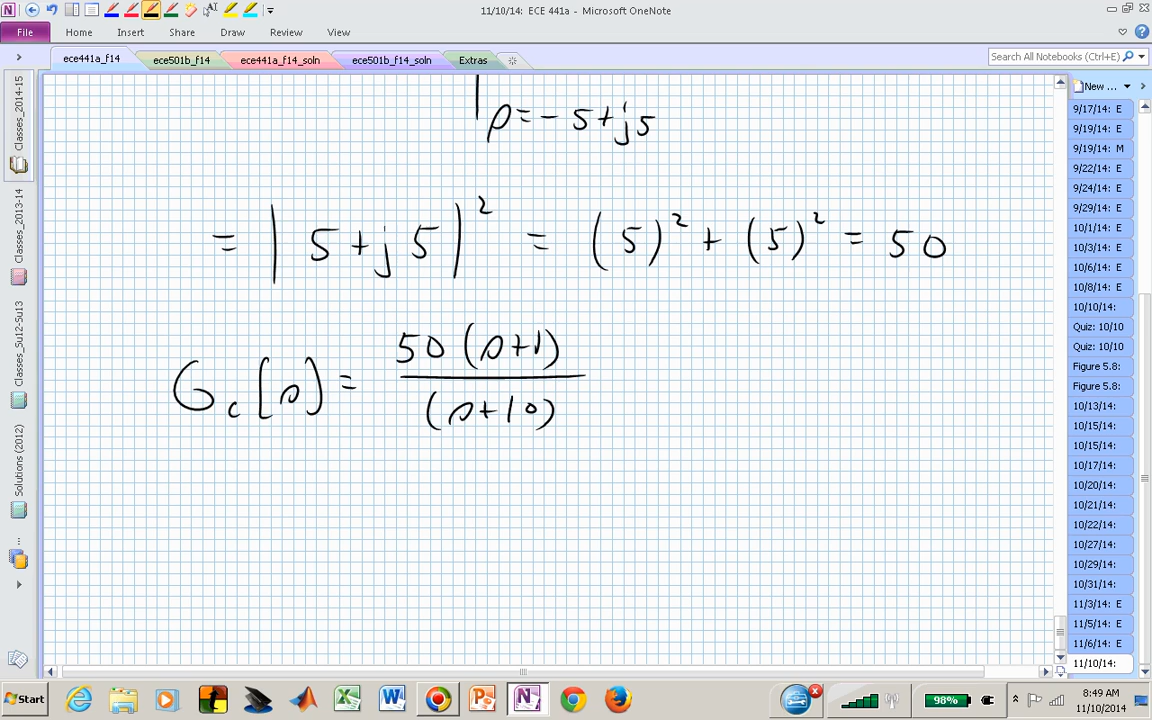 11/10/14: ECE 441a - Microsoft OneNote
File Home Insert Share Draw Review View
ece441a_f14 ece501b_f14 ece441a_f14_soln ece501b_f14_soln Extras
Search All Notebooks (Ctrl+E)
Classes_2014-15
Classes_2013-14
Classes_Su12-Su13
Solutions (2012)
New ...
9/17/14: E
9/19/14: E
9/19/14: M
9/22/14: E
9/24/14: E
9/29/14: E
10/1/14: E
10/3/14: E
10/6/14: E
10/8/14: E
10/10/14:
Quiz: 10/10
Quiz: 10/10
Figure 5.8:
Figure 5.8:
10/13/14:
10/15/14:
10/15/14:
10/17/14:
10/20/14:
10/21/14:
10/22/14:
10/27/14:
10/29/14:
10/31/14:
11/3/14: E
11/5/14: E
11/6/14: E
11/10/14:
| s = -5 + j5
= |5 + j5|² = (5)² + (5)² = 50
G_c[s] = 50(s+1) / (s+10)
Start
98%
8:49 AM
11/10/2014